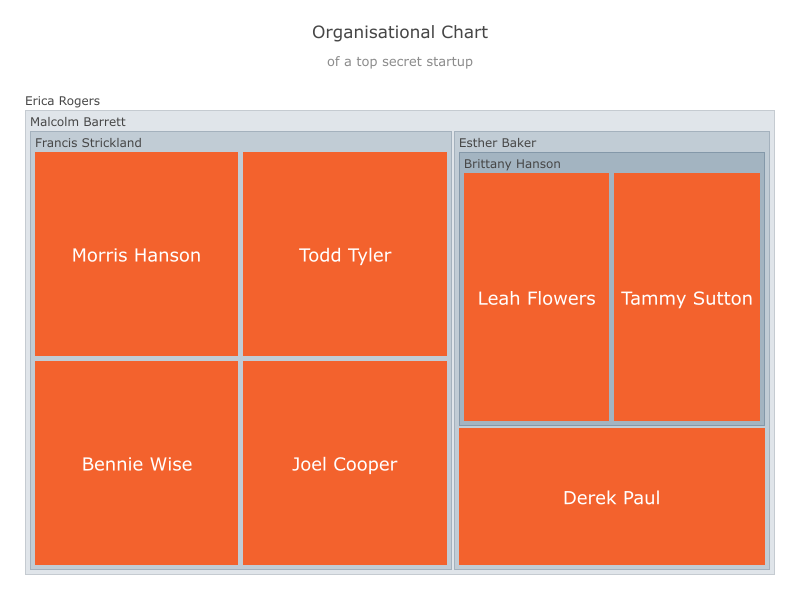 Organisational Chart
of a top secret startup
Erica Rogers
Malcolm Barrett
Francis Strickland
Morris Hanson
Todd Tyler
Bennie Wise
Joel Cooper
Esther Baker
Brittany Hanson
Leah Flowers
Tammy Sutton
Derek Paul